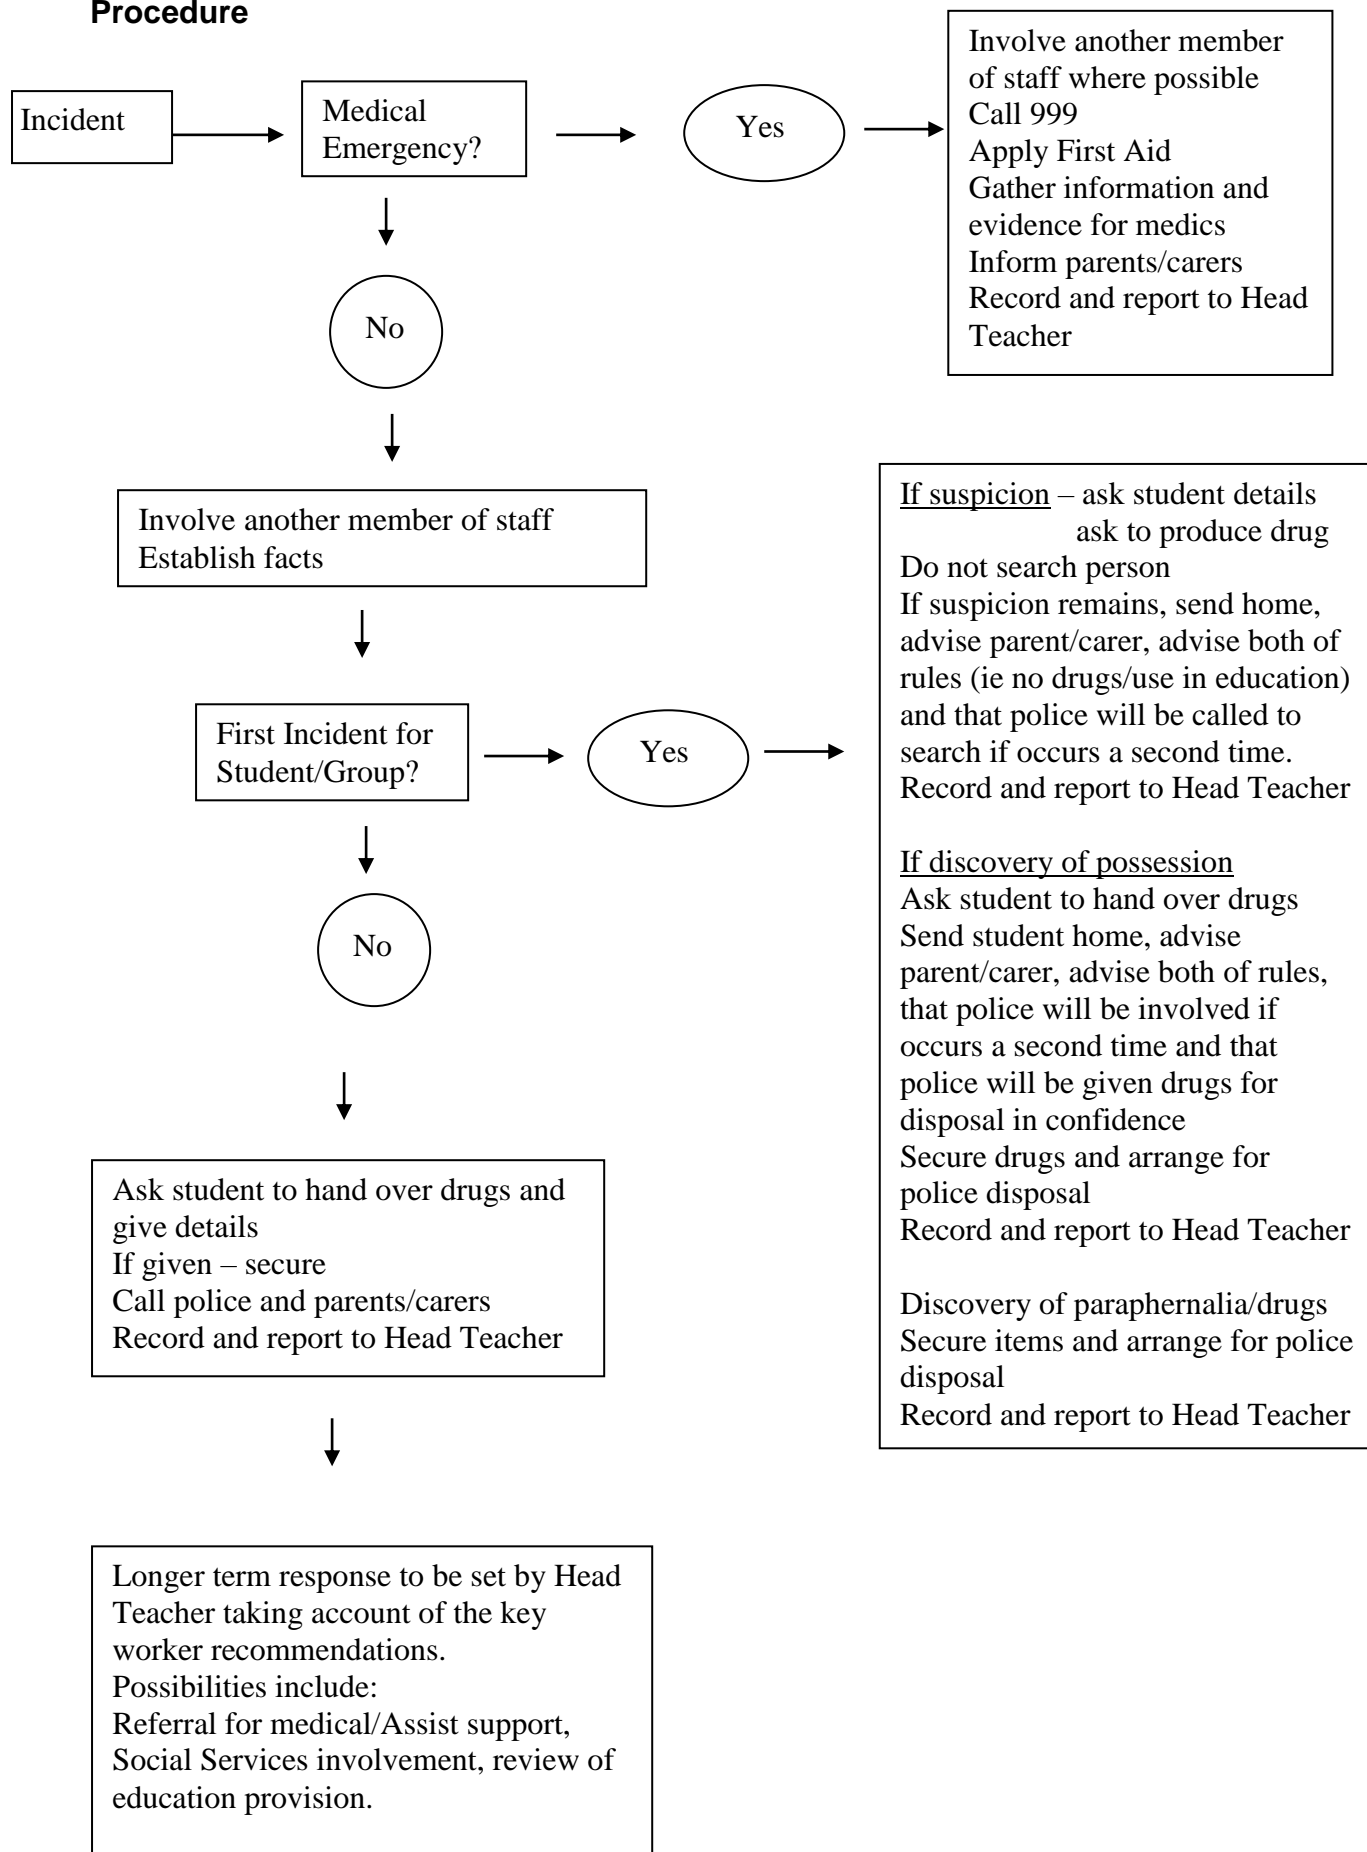 Procedure
Incident
Medical
Emergency?
Yes
Involve another member
of staff where possible
Call 999
Apply First Aid
Gather information and
evidence for medics
Inform parents/carers
Record and report to Head
Teacher
No
Involve another member of staff
Establish facts
First Incident for
Student/Group?
Yes
If suspicion – ask student details
ask to produce drug
Do not search person
If suspicion remains, send home,
advise parent/carer, advise both of
rules (ie no drugs/use in education)
and that police will be called to
search if occurs a second time.
Record and report to Head Teacher
If discovery of possession
Ask student to hand over drugs
Send student home, advise
parent/carer, advise both of rules,
that police will be involved if
occurs a second time and that
police will be given drugs for
disposal in confidence
Secure drugs and arrange for
police disposal
Record and report to Head Teacher
Discovery of paraphernalia/drugs
Secure items and arrange for police
disposal
Record and report to Head Teacher
No
Ask student to hand over drugs and
give details
If given – secure
Call police and parents/carers
Record and report to Head Teacher
Longer term response to be set by Head
Teacher taking account of the key
worker recommendations.
Possibilities include:
Referral for medical/Assist support,
Social Services involvement, review of
education provision.